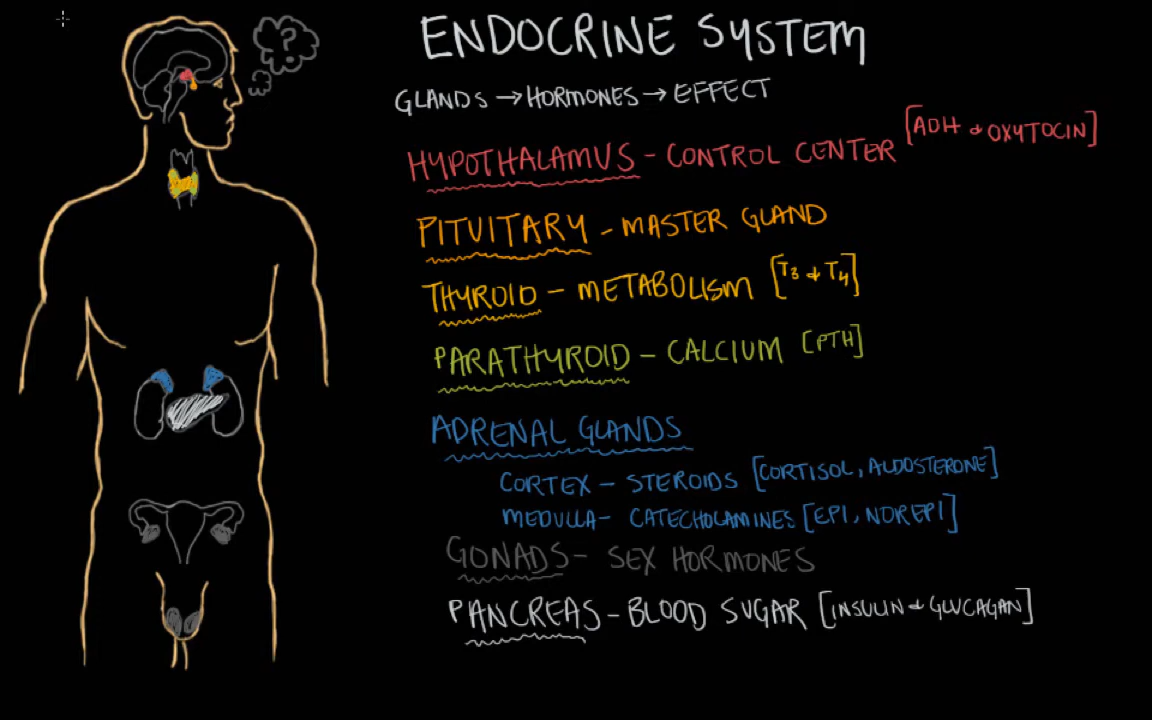 ?
ENDOCRINE SYSTEM
GLANDS → HORMONES → EFFECT
HYPOTHALAMUS - CONTROL CENTER [ADH & OXYTOCIN]
PITUITARY - MASTER GLAND
THYROID - METABOLISM [T3 & T4]
PARATHYROID - CALCIUM [PTH]
ADRENAL GLANDS
CORTEX - STEROIDS [CORTISOL, ALDOSTERONE]
MEDULLA - CATECHOLAMINES [EPI, NOREPI]
GONADS - SEX HORMONES
PANCREAS - BLOOD SUGAR [INSULIN & GLUCAGAN]